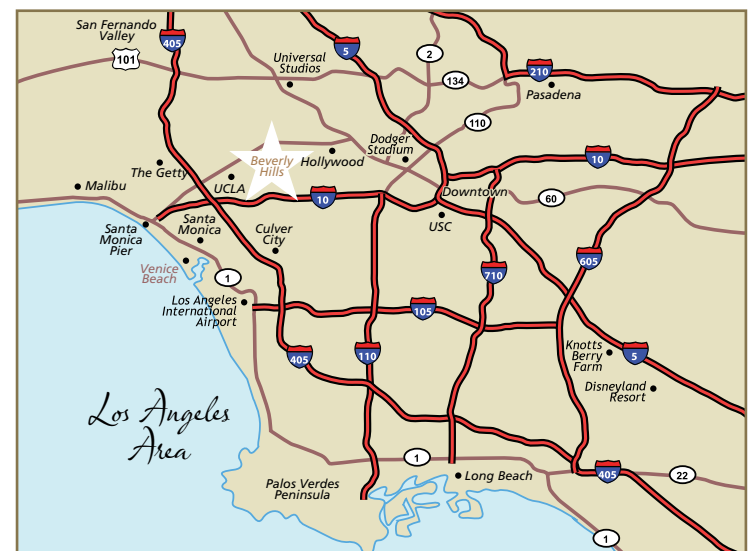 San Fernando
Valley
405
5
2
101
Universal
Studios
134
210
Pasadena
110
Dodger
Stadium
Beverly
Hills
Hollywood
10
The Getty
UCLA
Malibu
10
Downtown
60
Santa
Monica
Pier
Santa
Monica
Culver
City
USC
Venice
Beach
1
710
605
Los Angeles
International
Airport
105
405
110
Knotts
Berry
Farm
5
Disneyland
Resort
Los Angeles
Area
1
Palos Verdes
Peninsula
Long Beach
405
22
1